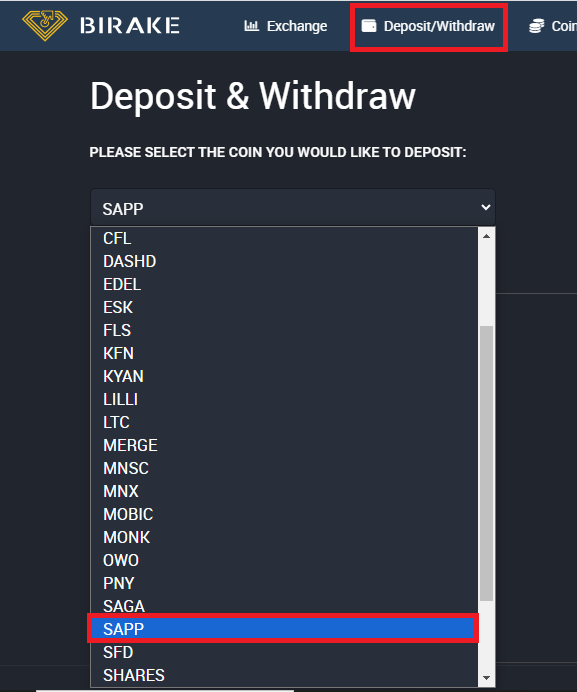 BIRAKE Exchange Deposit/Withdraw Coin
Deposit & Withdraw
PLEASE SELECT THE COIN YOU WOULD LIKE TO DEPOSIT:
SAPP
CFL
DASHD
EDEL
ESK
FLS
KFN
KYAN
LILLI
LTC
MERGE
MNSC
MNX
MOBIC
MONK
OWO
PNY
SAGA
SAPP
SFD
SHARES